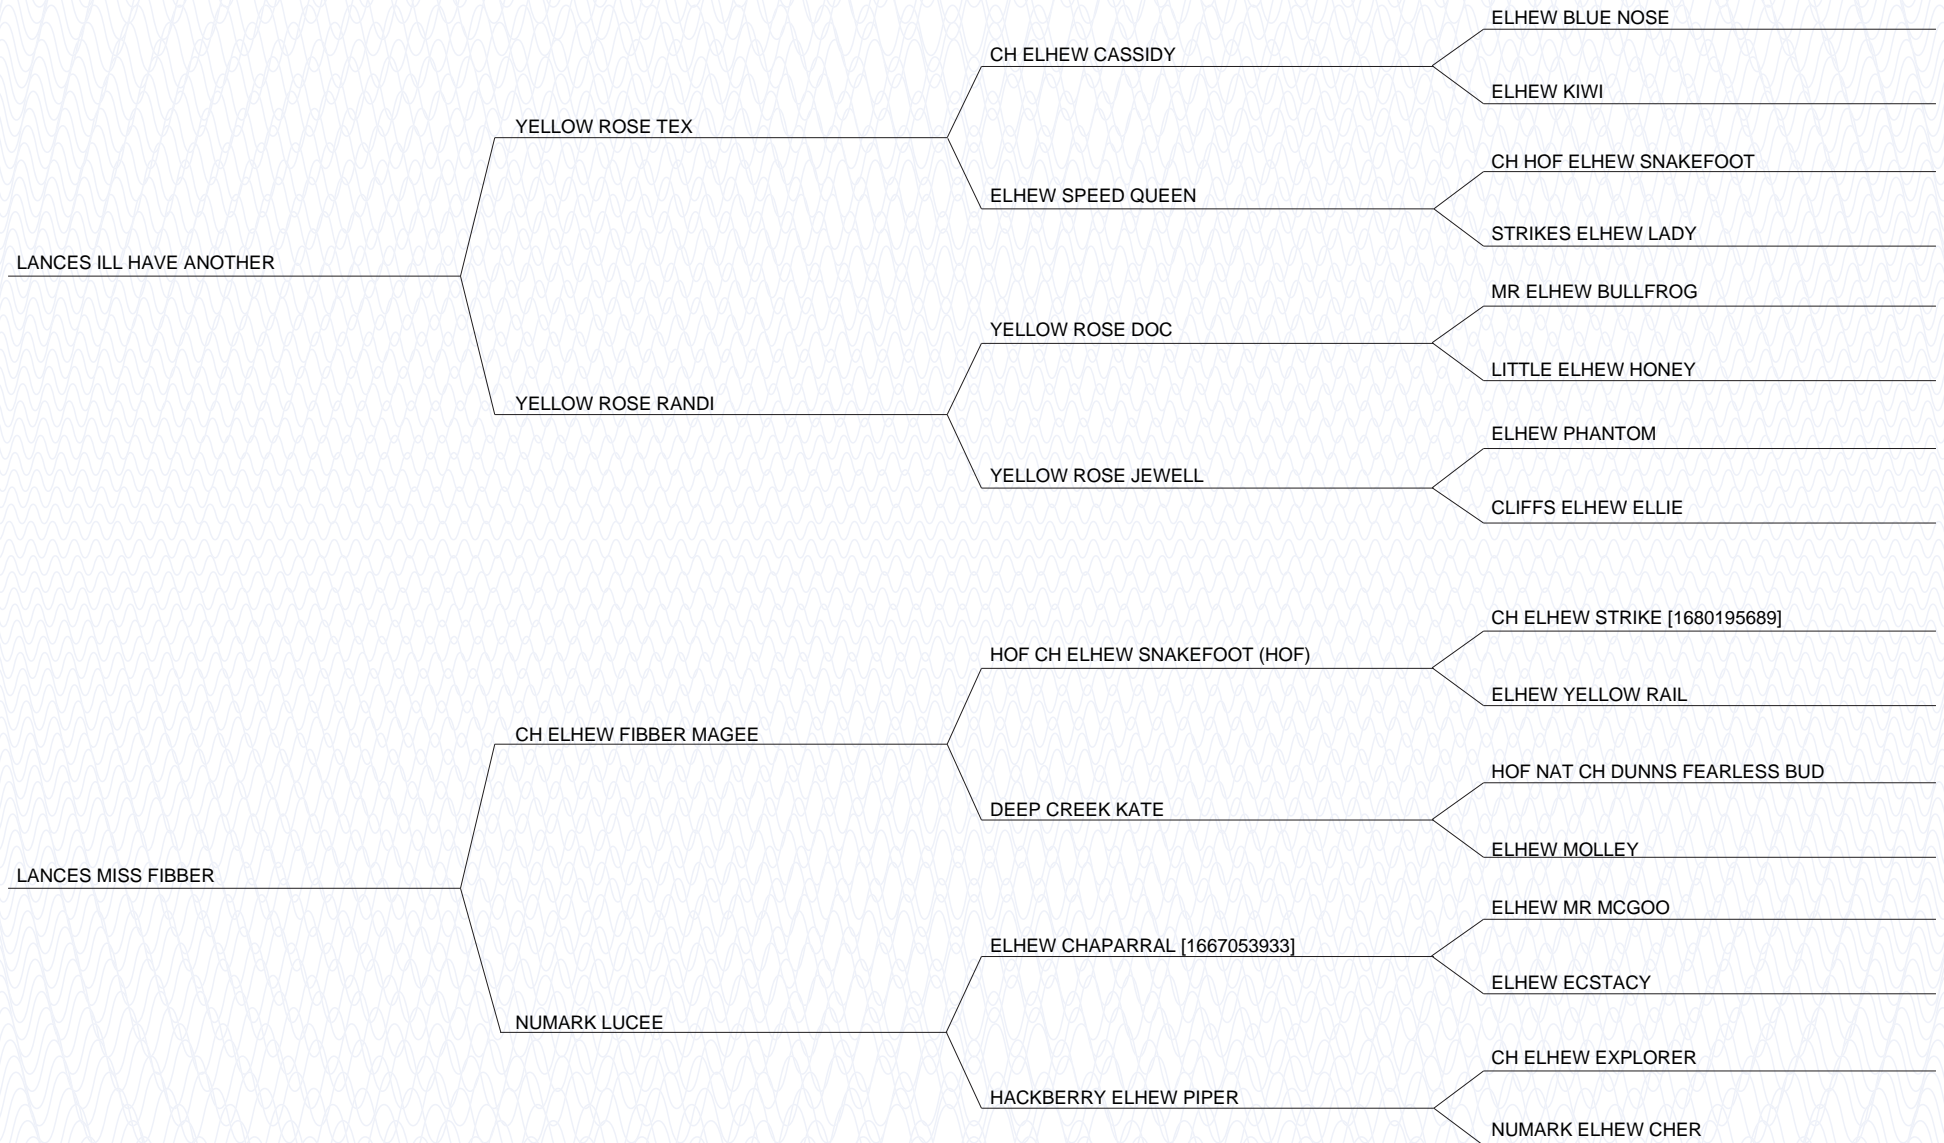 ELHEW BLUE NOSE
CH ELHEW CASSIDY
ELHEW KIWI
YELLOW ROSE TEX
CH HOF ELHEW SNAKEFOOT
ELHEW SPEED QUEEN
STRIKES ELHEW LADY
LANCES ILL HAVE ANOTHER
MR ELHEW BULLFROG
YELLOW ROSE DOC
LITTLE ELHEW HONEY
YELLOW ROSE RANDI
ELHEW PHANTOM
YELLOW ROSE JEWELL
CLIFFS ELHEW ELLIE
CH ELHEW STRIKE [1680195689]
HOF CH ELHEW SNAKEFOOT (HOF)
ELHEW YELLOW RAIL
CH ELHEW FIBBER MAGEE
HOF NAT CH DUNNS FEARLESS BUD
DEEP CREEK KATE
ELHEW MOLLEY
LANCES MISS FIBBER
ELHEW MR MCGOO
ELHEW CHAPARRAL [1667053933]
ELHEW ECSTACY
NUMARK LUCEE
CH ELHEW EXPLORER
HACKBERRY ELHEW PIPER
NUMARK ELHEW CHER